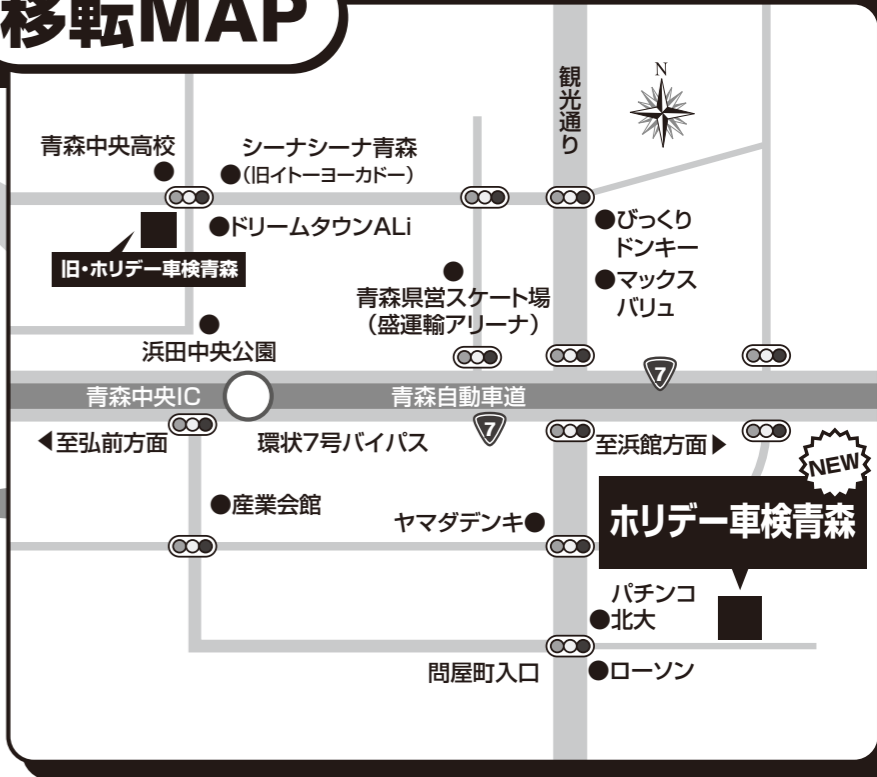 移転MAP
観光通り
N
青森中央高校
シーナシーナ青森
(旧イトーヨーカドー)
●ドリームタウンALi
旧・ホリデー車検青森
●びっくり
ドンキー
●マックス
バリュ
青森県営スケート場
(盛運輸アリーナ)
浜田中央公園
7
青森中央IC
青森自動車道
7
◀至弘前方面
環状7号バイパス
至浜館方面▶
NEW
●産業会館
ヤマダデンキ●
ホリデー車検青森
パチンコ
●北大
問屋町入口
●ローソン